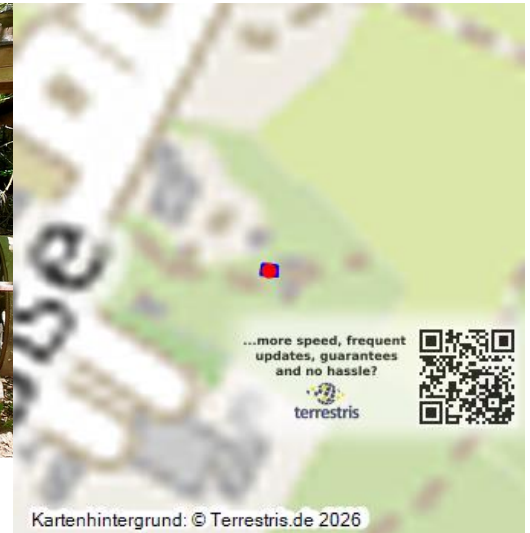 ...more speed, frequent
updates, guarantees
and no hassle?
terrestris
Kartenhintergrund: © Terrestris.de 2026